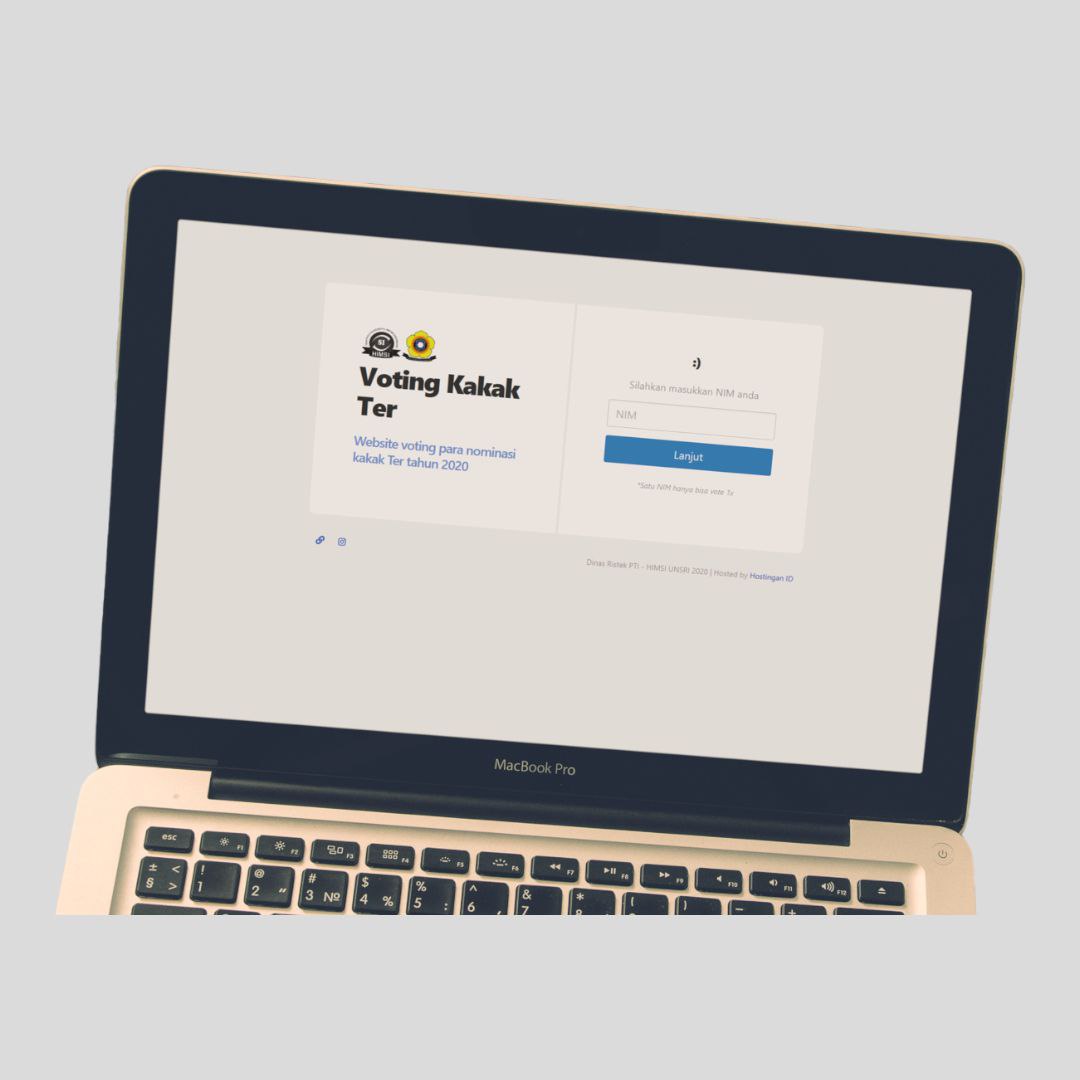 SI
HIMSI
Voting Kakak
Ter
Website voting para nominasi
kakak Ter tahun 2020
:)
Silahkan masukkan NIM anda
NIM
Lanjut
*Satu NIM hanya bisa vote 1x
Dinas Ristek PTI - HIMSI UNSRI 2020 | Hosted by Hostingan ID
MacBook Pro
esc F1 F2 F3 F4 F5 F6 F7 F8 F9 F10 F11 F12
± < ! @ # $ % ^ & * ( ) — +
§ > 1 2 " 3 № 4 % 5 : 6 , 7 8